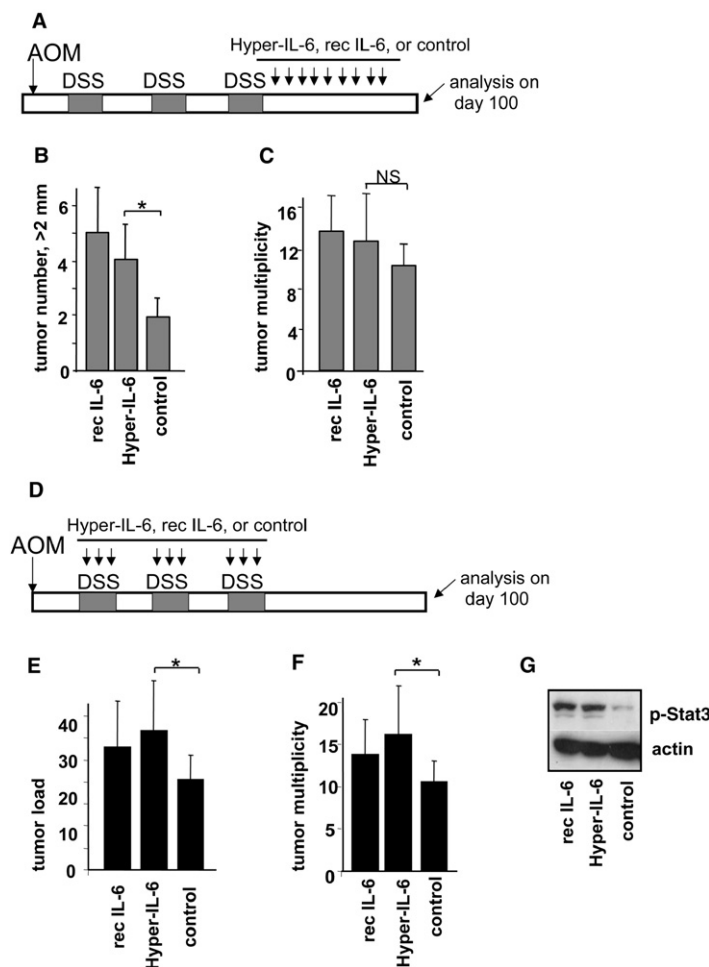 A
AOM
Hyper-IL-6, rec IL-6, or control
DSS DSS DSS
analysis on
day 100
B
tumor number, >2 mm
6
4
2
0
*
rec IL-6
Hyper-IL-6
control
C
tumor multiplicity
16
12
8
4
0
NS
rec IL-6
Hyper-IL-6
control
D
Hyper-IL-6, rec IL-6, or control
AOM
DSS DSS DSS
analysis on
day 100
E
tumor load
40
30
20
10
0
*
rec IL-6
Hyper-IL-6
control
F
tumor multiplicity
20
15
10
5
0
*
rec IL-6
Hyper-IL-6
control
G
p-Stat3
actin
rec IL-6
Hyper-IL-6
control